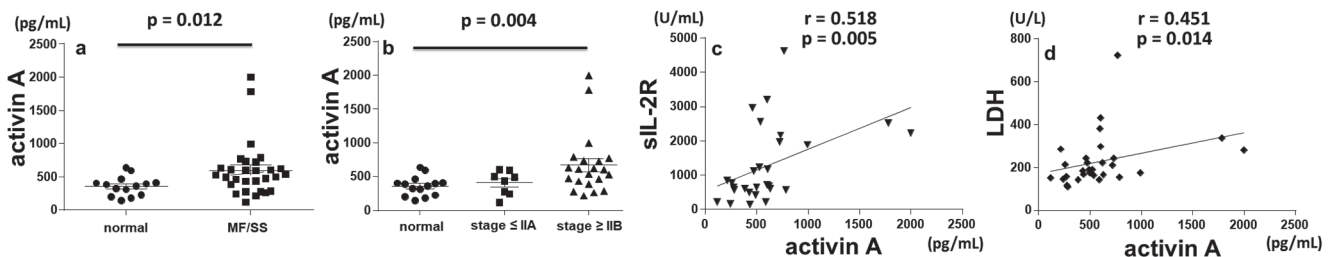 (pg/mL)
p = 0.012
a
activin A
2500
2000
1500
1000
500
0
normal
MF/SS
(pg/mL)
p = 0.004
b
activin A
2500
2000
1500
1000
500
0
normal
stage ≤ IIA
stage ≥ IIB
(U/mL)
r = 0.518
p = 0.005
c
sIL-2R
5000
4000
3000
2000
1000
0
0
500
1000
1500
2000
2500
activin A
(pg/mL)
(U/L)
r = 0.451
p = 0.014
d
LDH
800
600
400
200
0
0
500
1000
1500
2000
2500
activin A
(pg/mL)